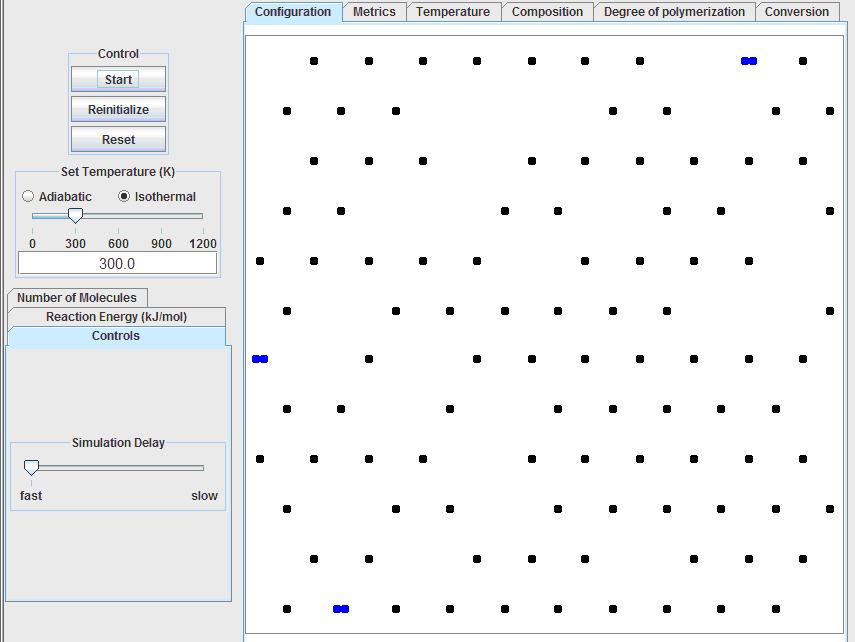 Configuration Metrics Temperature Composition Degree of polymerization Conversion
Control
Start
Reinitialize
Reset
Set Temperature (K)
Adiabatic Isothermal
0 300 600 900 1200
300.0
Number of Molecules
Reaction Energy (kJ/mol)
Controls
Simulation Delay
fast slow